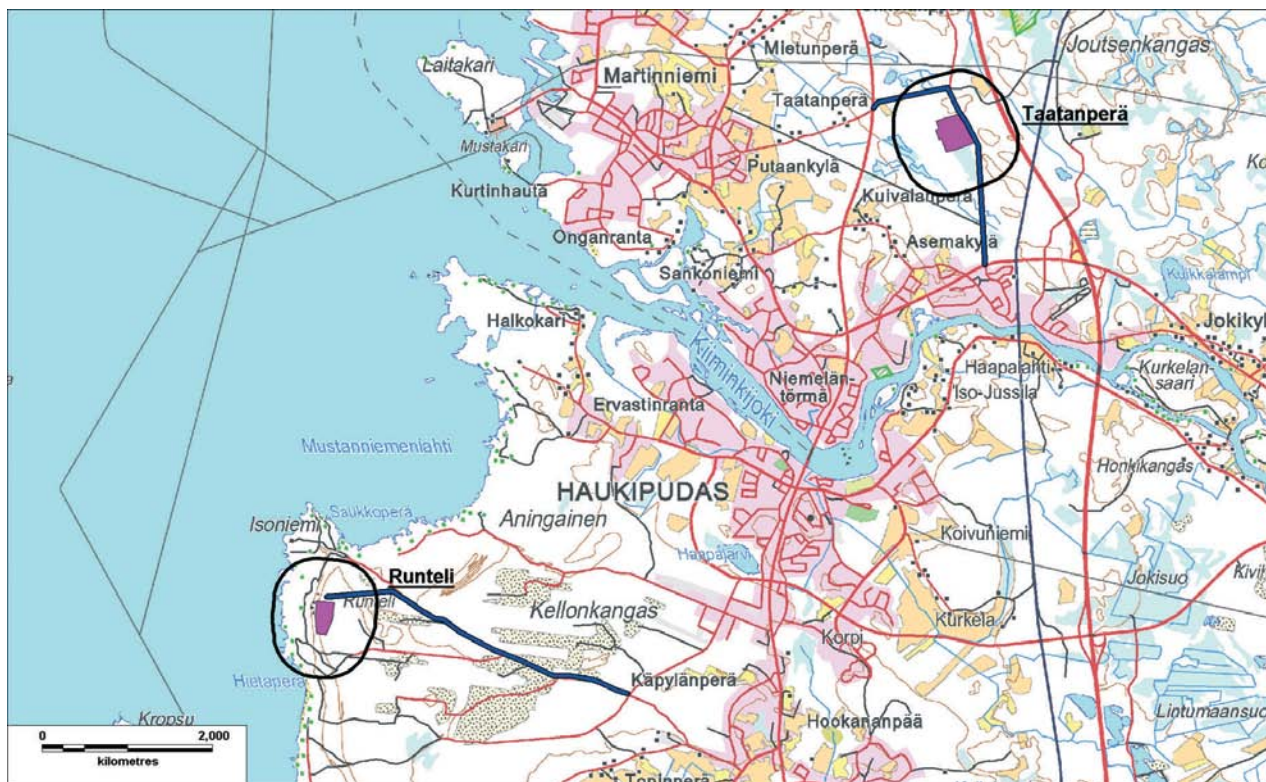 Laitakari
Martinniemi
Mietunperä
Joutsenkangas
Taatanperä
Taatanperä
Mustakari
Putaankylä
Kurtinhauta
Kuivalanperä
Onganranta
Asemakylä
Sankoniemi
Kuikkalampi
Halkokari
Jokikyl
Kiiminkijoki
Niemelän-
törmä
Haapalahti
Iso-Jussila
Kurkelan-
saari
Ervastinranta
Mustanniemenlahti
Honkikangas
HAUKIPUDAS
Saukkoperä
Isoniemi
Aningainen
Koivuniemi
Haapajärvi
Runteli
Runteli
Jokisuo
Kellonkangas
Kurkela
Korpi
Hietaperä
Käpylänperä
Kropsu
Hookananpää
Lintumaansuo
0 2,000
kilometres